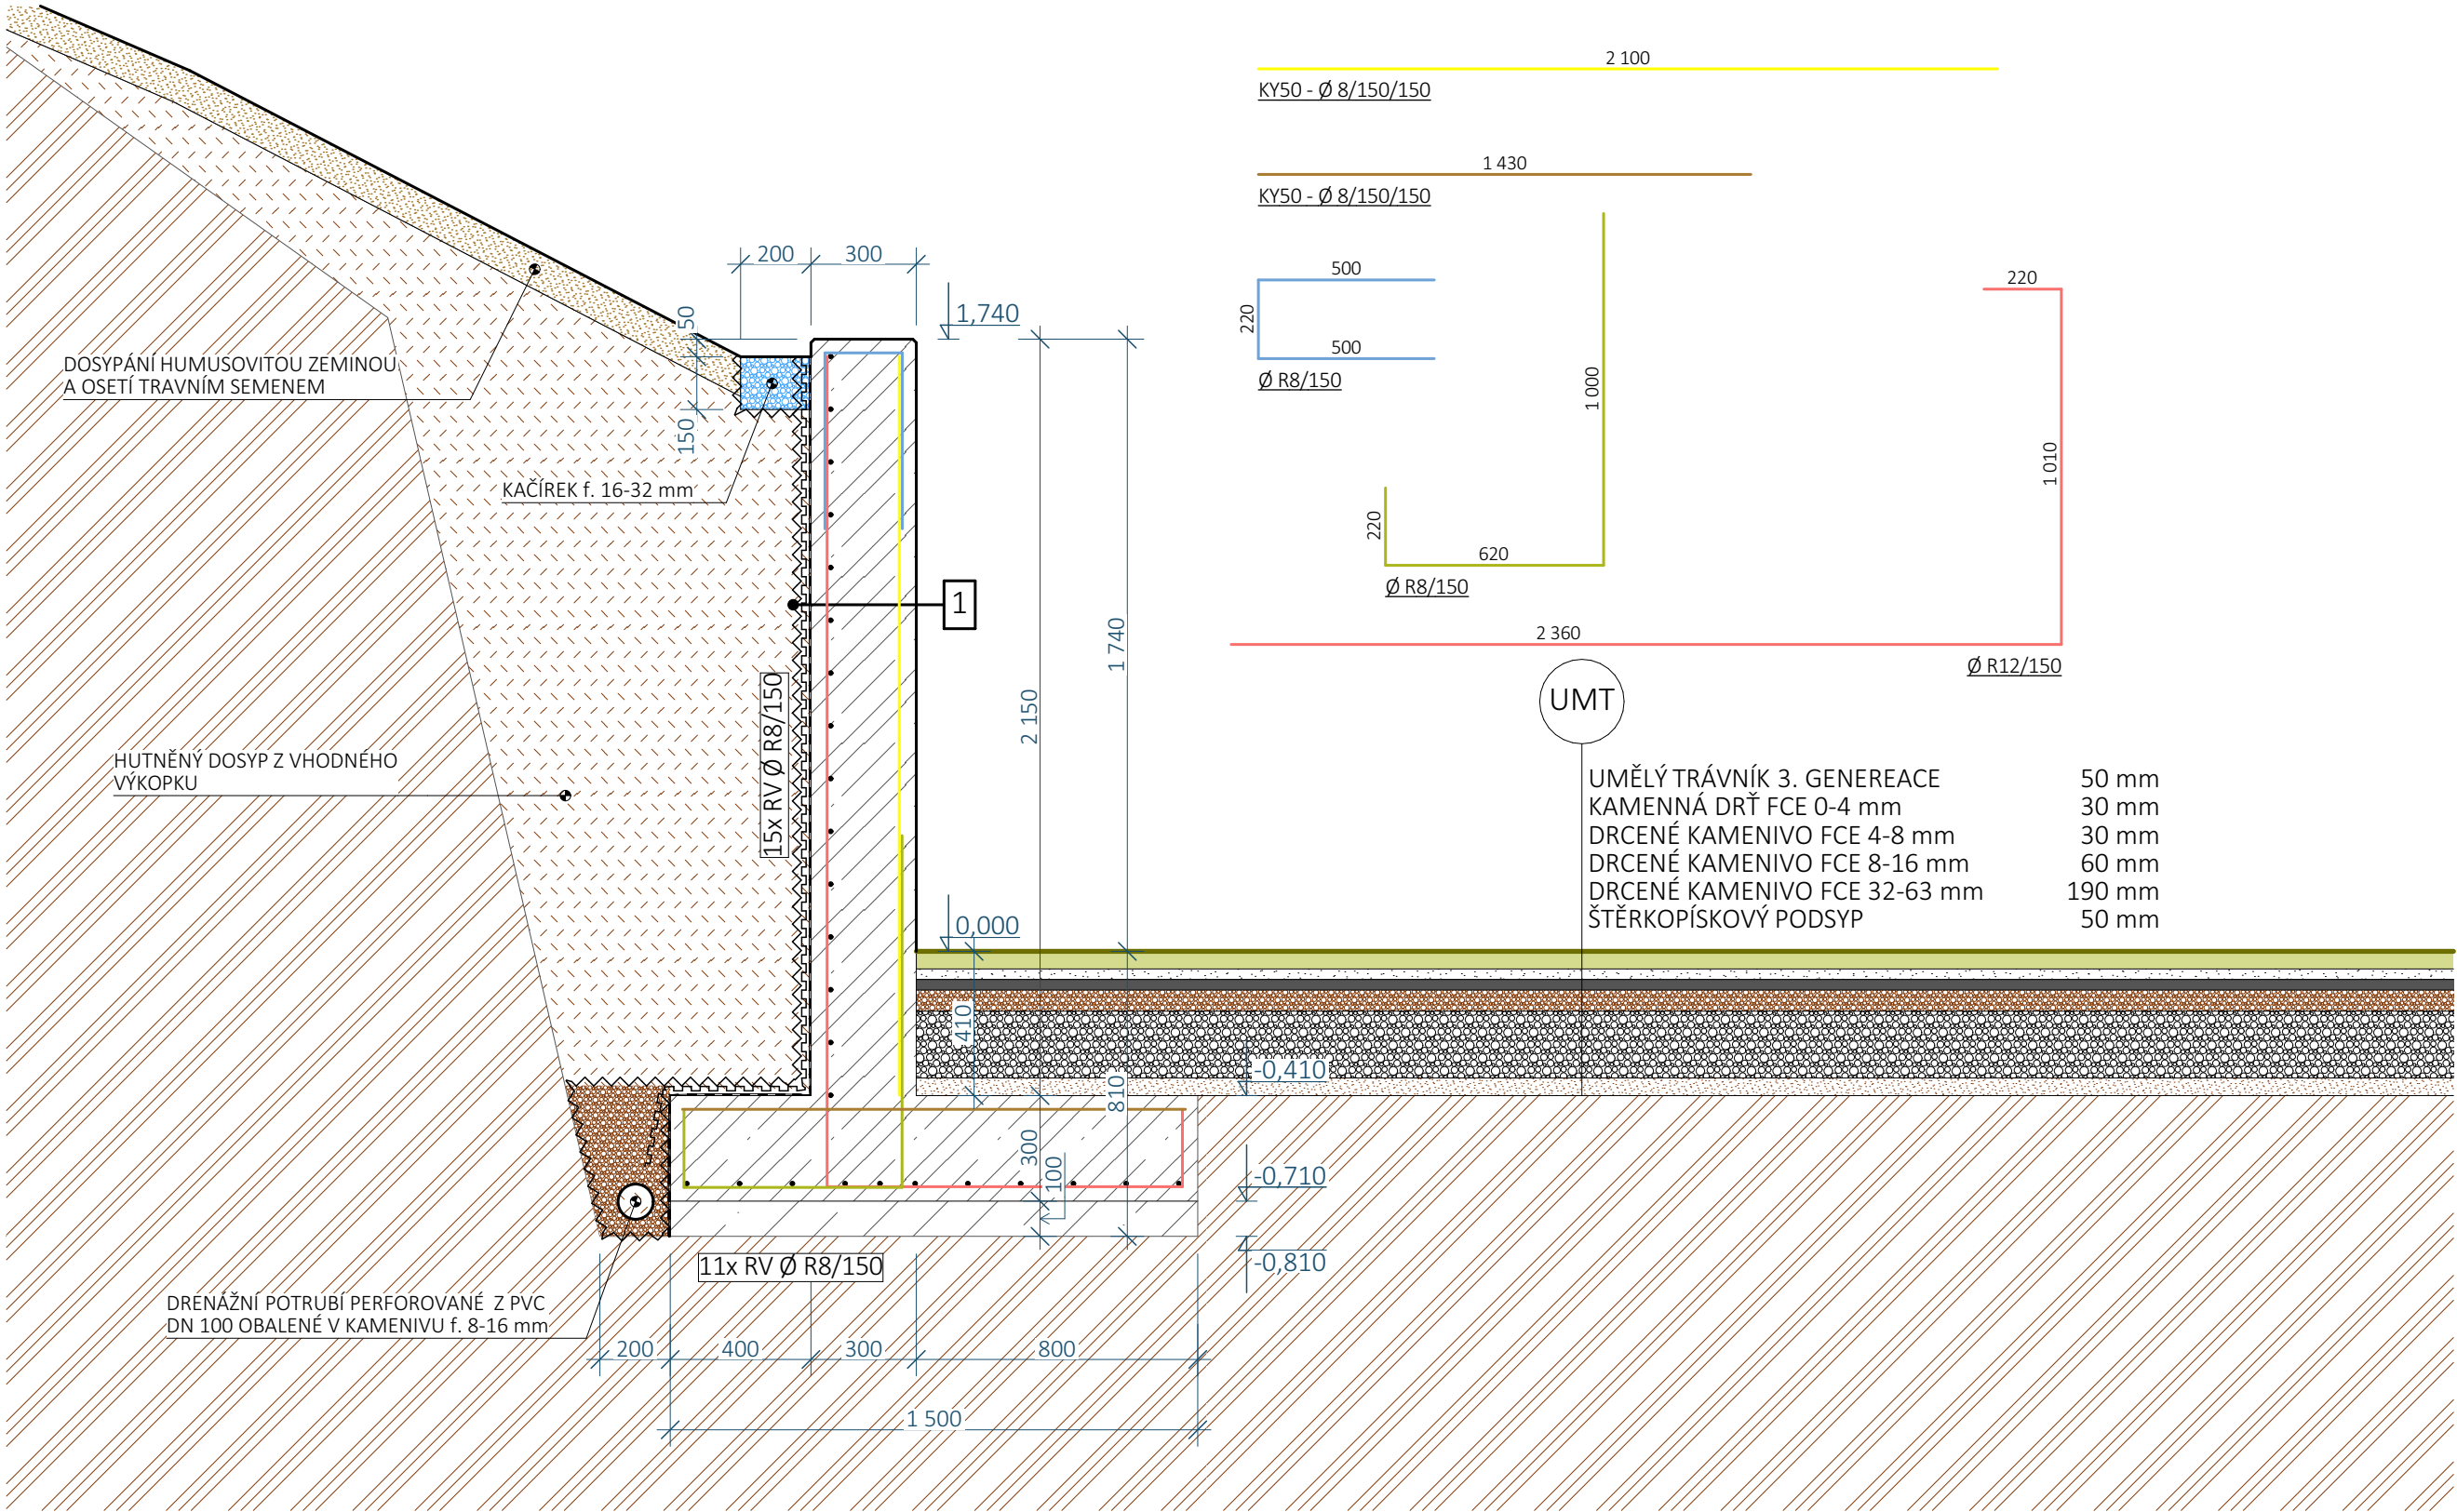 2 100
KY50 - Ø 8/150/150
1 430
KY50 - Ø 8/150/150
500
220
500
Ø R8/150
1 000
220
620
Ø R8/150
220
1 010
2 360
Ø R12/150
200
300
50
150
1,740
DOSYPÁNÍ HUMUSOVITOU ZEMINOU
A OSETÍ TRAVNÍM SEMENEM
KAČÍREK f. 16-32 mm
1
15x RV Ø R8/150
2 150
1 740
HUTNĚNÝ DOSYP Z VHODNÉHO
VÝKOPKU
UMT
UMĚLÝ TRÁVNÍK 3. GENEREACE 50 mm
KAMENNÁ DRŤ FCE 0-4 mm 30 mm
DRCENÉ KAMENIVO FCE 4-8 mm 30 mm
DRCENÉ KAMENIVO FCE 8-16 mm 60 mm
DRCENÉ KAMENIVO FCE 32-63 mm 190 mm
ŠTĚRKOPÍSKOVÝ PODSYP 50 mm
0,000
410
-0,410
810
300
100
-0,710
-0,810
11x RV Ø R8/150
DRENÁŽNÍ POTRUBÍ PERFOROVANÉ Z PVC
DN 100 OBALENÉ V KAMENIVU f. 8-16 mm
200
400
300
800
1 500